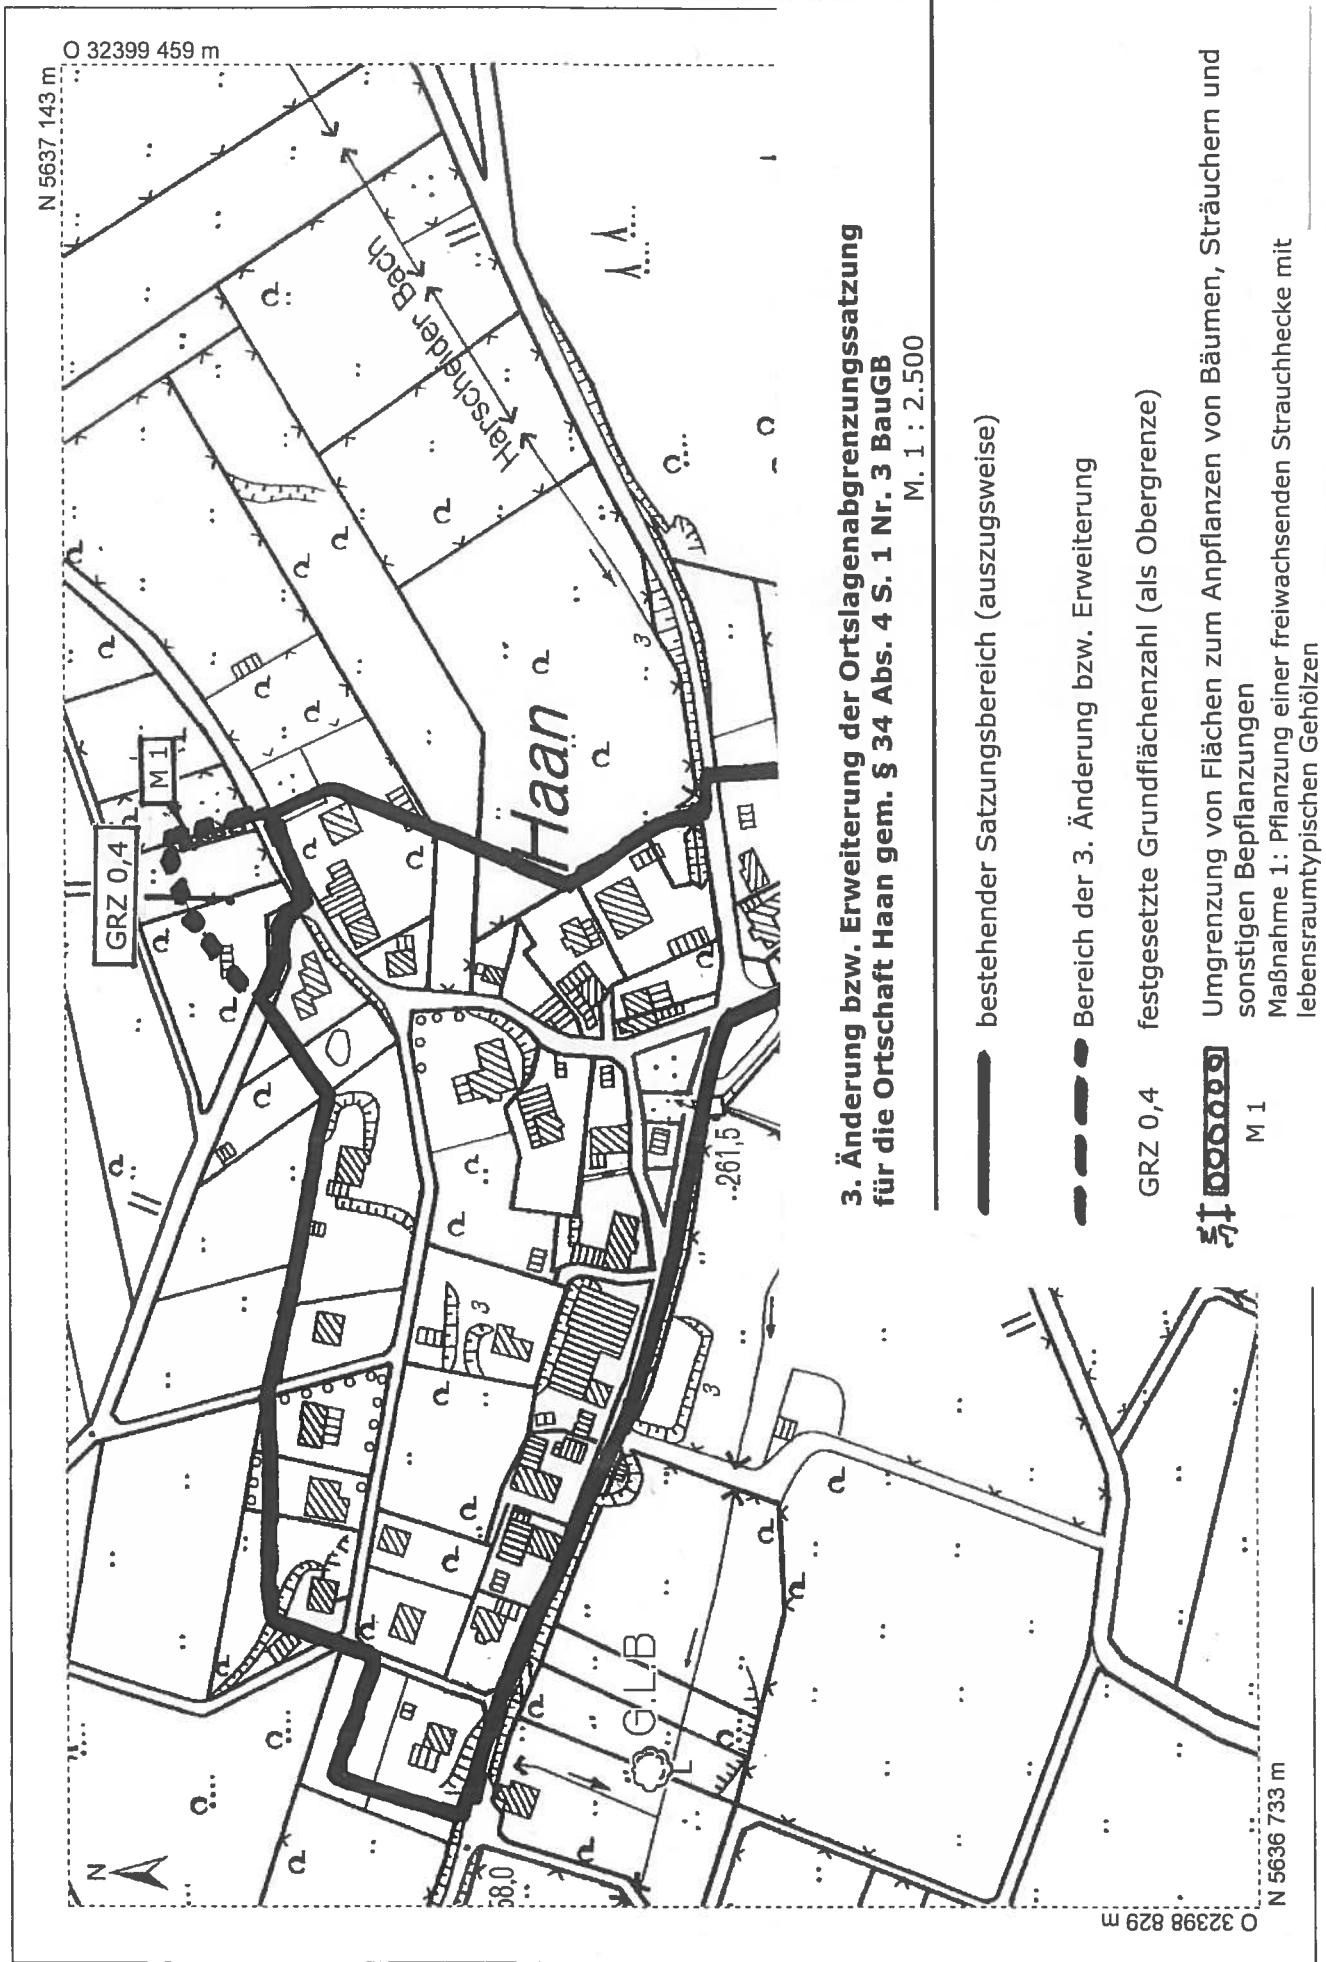 N 5637 143 m
O 32399 459 m
M 1
GRZ 0,4
Harscheider Bach
Haan
3
261,5
3
3
G.L.B
L
58,0
N
O 32398 829 m
N 5636 733 m
3. Änderung bzw. Erweiterung der Ortslagenabgrenzungssatzung
für die Ortschaft Haan gem. § 34 Abs. 4 S. 1 Nr. 3 BauGB
M. 1 : 2.500
bestehender Satzungsbereich (auszugsweise)
Bereich der 3. Änderung bzw. Erweiterung
GRZ 0,4 festgesetzte Grundflächenzahl (als Obergrenze)
Umgrenzung von Flächen zum Anpflanzen von Bäumen, Sträuchern und
sonstigen Bepflanzungen
M 1 Maßnahme 1: Pflanzung einer freiwachsenden Strauchhecke mit
lebensraumtypischen Gehölzen